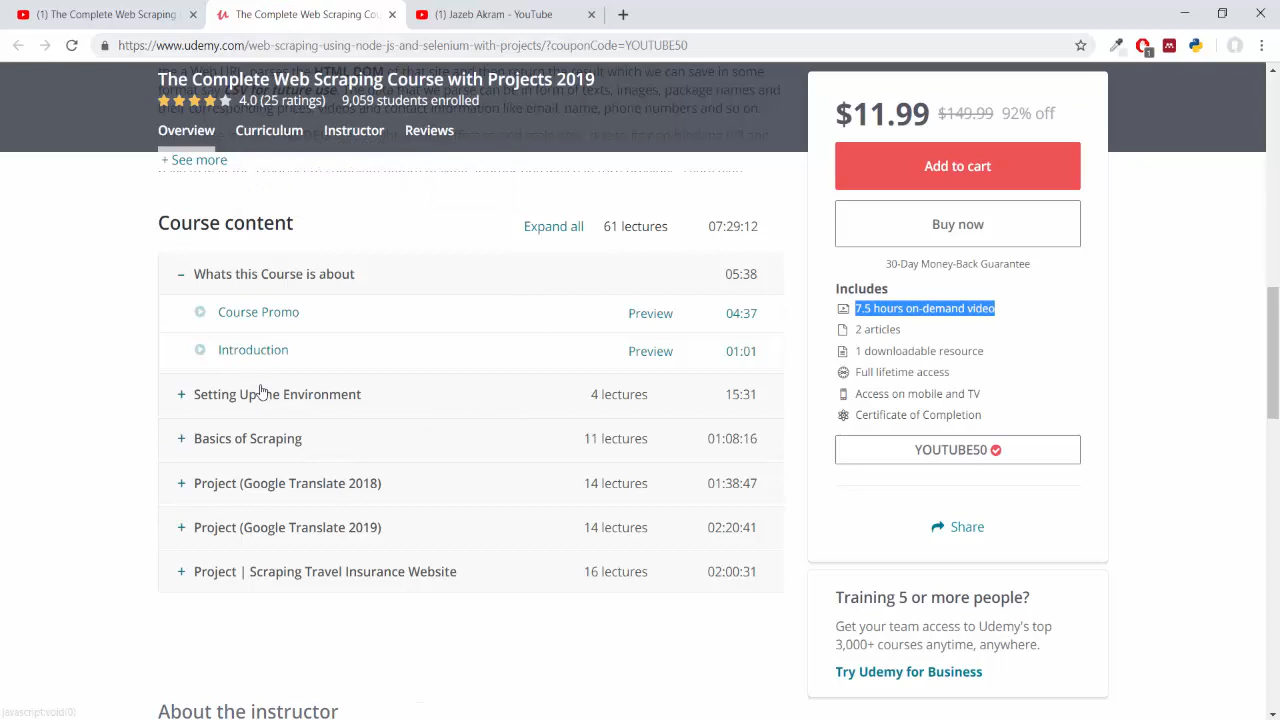 (1) The Complete Web Scraping
The Complete Web Scraping Cou
(1) Jazeb Akram - YouTube
https://www.udemy.com/web-scraping-using-node-js-and-selenium-with-projects/?couponCode=YOUTUBE50
1
The Complete Web Scraping Course with Projects 2019
4.0 (25 ratings) 9,059 students enrolled
Overview Curriculum Instructor Reviews
+ See more
Course content
Expand all 61 lectures 07:29:12
– Whats this Course is about 05:38
Course Promo Preview 04:37
Introduction Preview 01:01
+ Setting Up the Environment 4 lectures 15:31
+ Basics of Scraping 11 lectures 01:08:16
+ Project (Google Translate 2018) 14 lectures 01:38:47
+ Project (Google Translate 2019) 14 lectures 02:20:41
+ Project | Scraping Travel Insurance Website 16 lectures 02:00:31
About the instructor
$11.99 $149.99 92% off
Add to cart
Buy now
30-Day Money-Back Guarantee
Includes
7.5 hours on-demand video
2 articles
1 downloadable resource
Full lifetime access
Access on mobile and TV
Certificate of Completion
YOUTUBE50
Share
Training 5 or more people?
Get your team access to Udemy's top
3,000+ courses anytime, anywhere.
Try Udemy for Business
javascript:void(0)